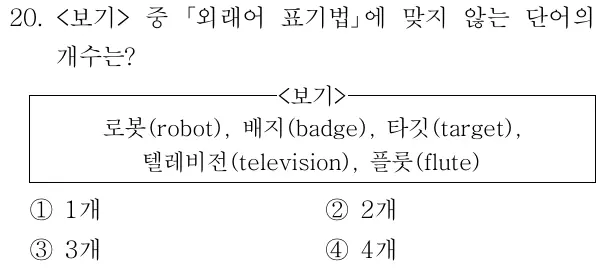 20. <보기> 중 「외래어 표기법」에 맞지 않는 단어의
개수는?
<보기>
로봇(robot), 배지(badge), 타깃(target),
텔레비전(television), 플룻(flute)
① 1개 ② 2개
③ 3개 ④ 4개